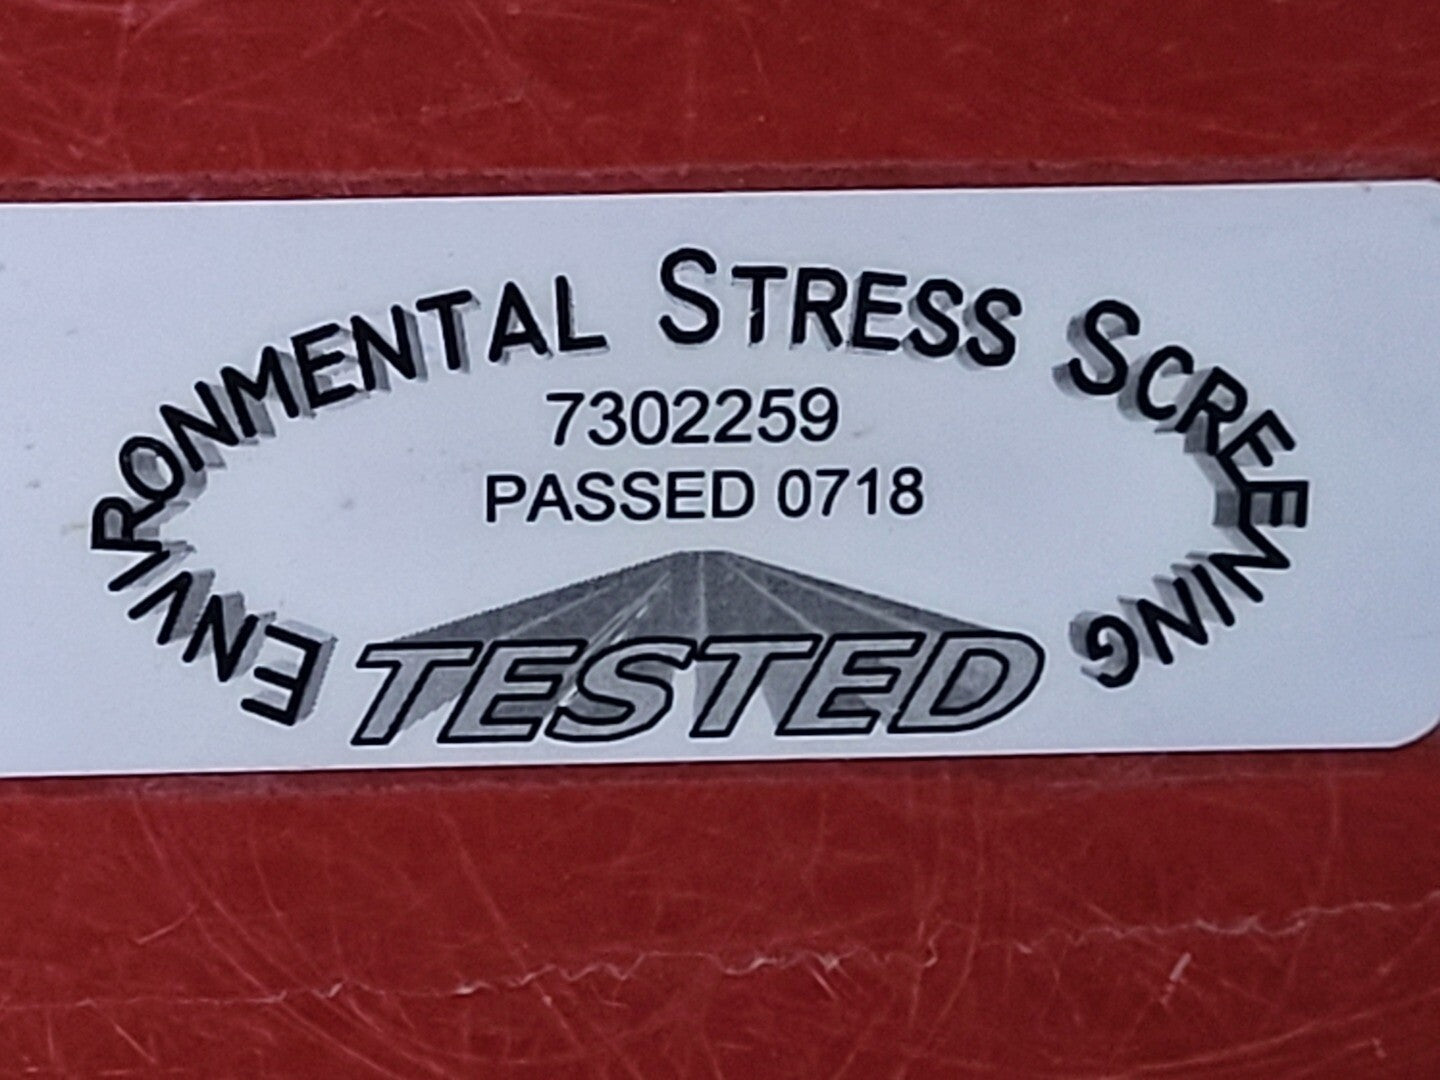 ENVIRONMENTAL STRESS SCREENING
7302259
PASSED 0718
TESTED